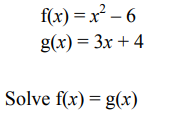 f(x) = x² – 6
g(x) = 3x + 4
Solve f(x) = g(x)